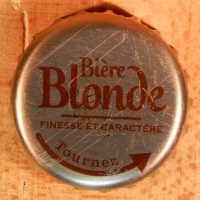 Bière
Blonde
FINESSE ET CARACTÈRE
Tournez